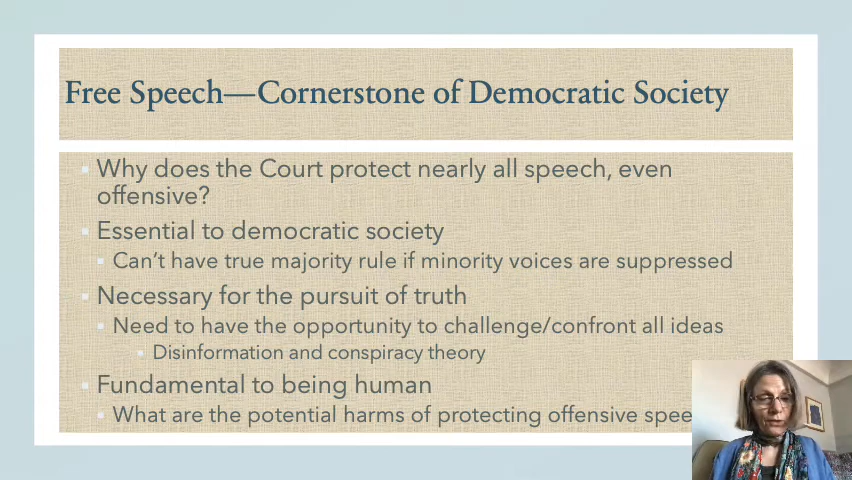 Free Speech—Cornerstone of Democratic Society
Why does the Court protect nearly all speech, even
offensive?
Essential to democratic society
Can't have true majority rule if minority voices are suppressed
Necessary for the pursuit of truth
Need to have the opportunity to challenge/confront all ideas
Disinformation and conspiracy theory
Fundamental to being human
What are the potential harms of protecting offensive